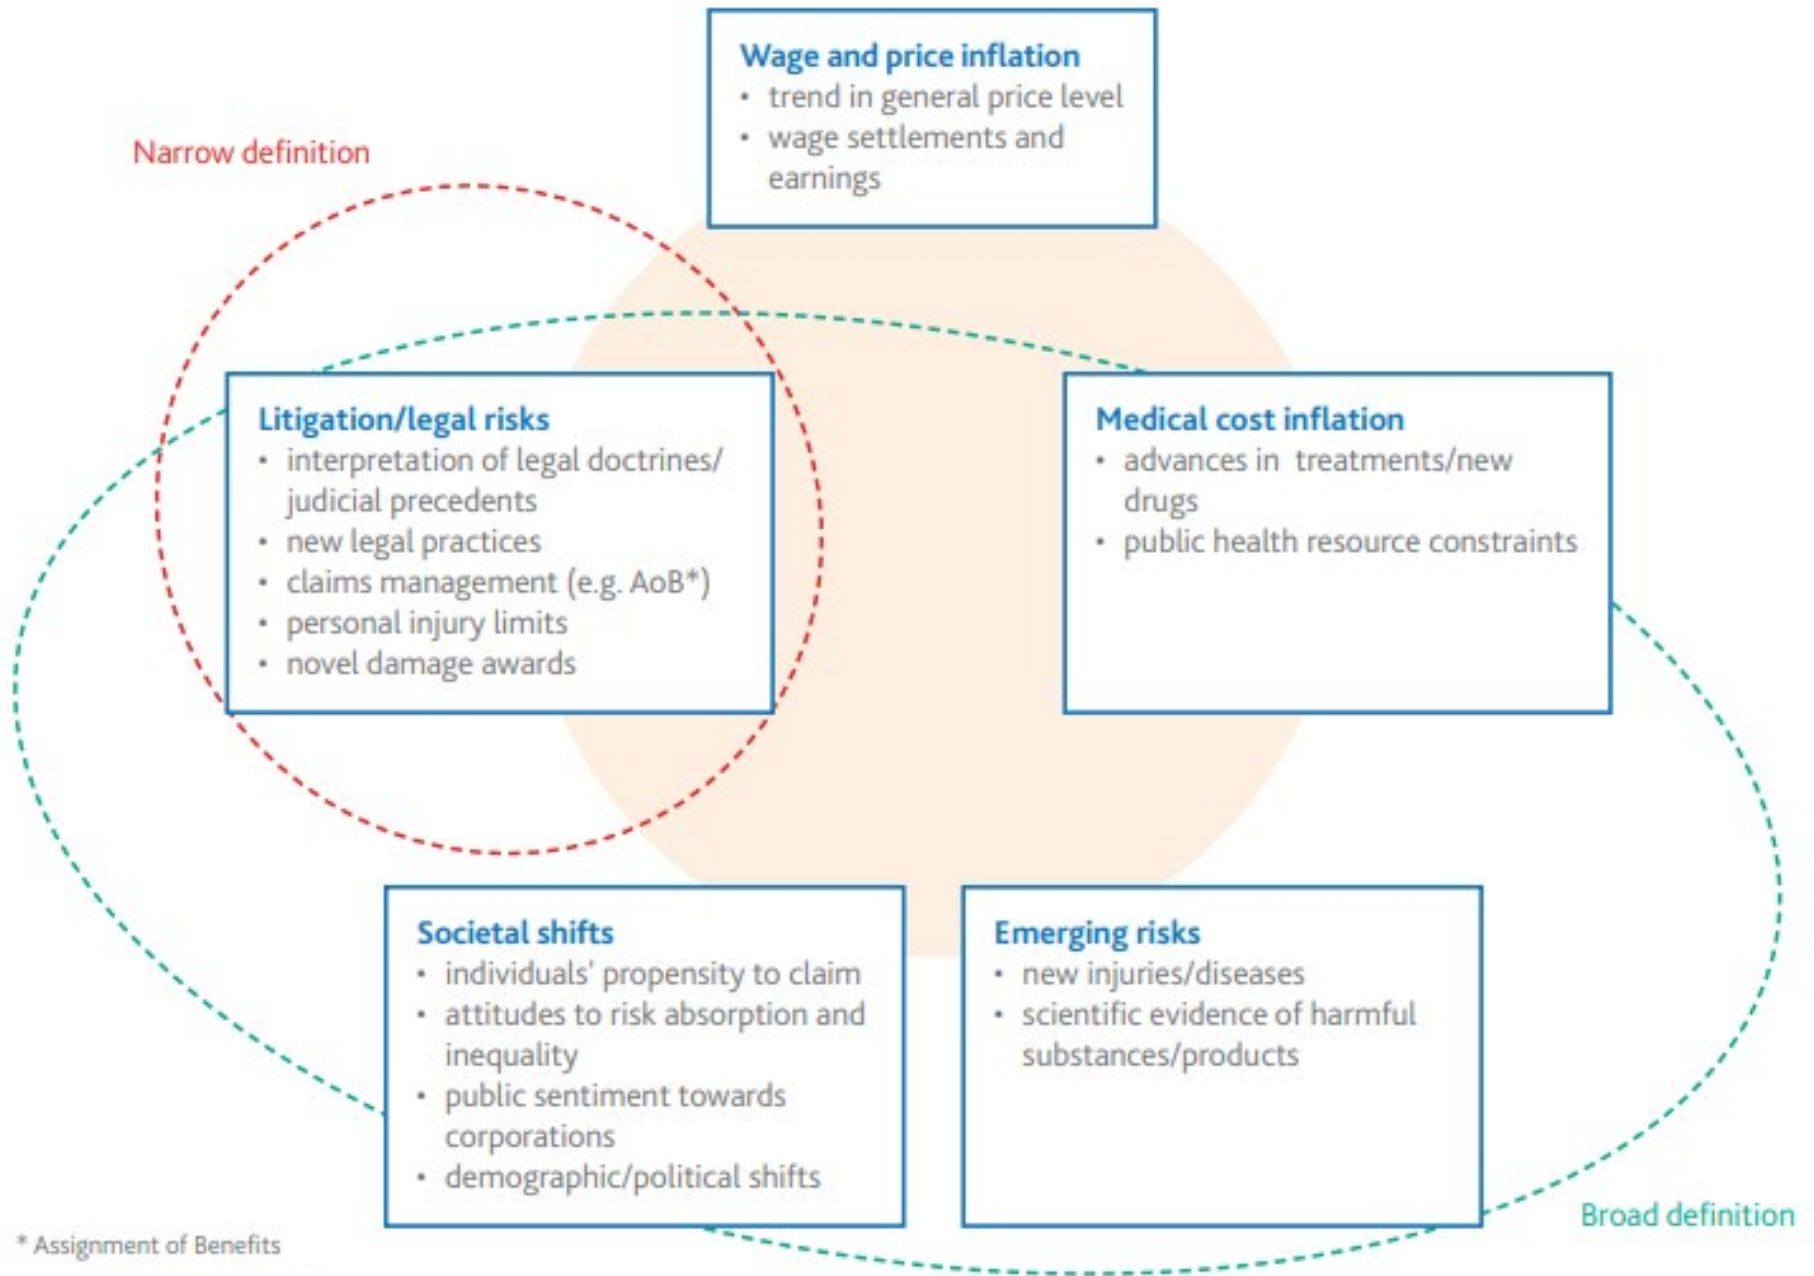 Wage and price inflation
• trend in general price level
• wage settlements and
earnings
Narrow definition
Litigation/legal risks
• interpretation of legal doctrines/
judicial precedents
• new legal practices
• claims management (e.g. AoB*)
• personal injury limits
• novel damage awards
Medical cost inflation
• advances in treatments/new
drugs
• public health resource constraints
Societal shifts
• individuals' propensity to claim
• attitudes to risk absorption and
inequality
• public sentiment towards
corporations
• demographic/political shifts
Emerging risks
• new injuries/diseases
• scientific evidence of harmful
substances/products
Broad definition
* Assignment of Benefits